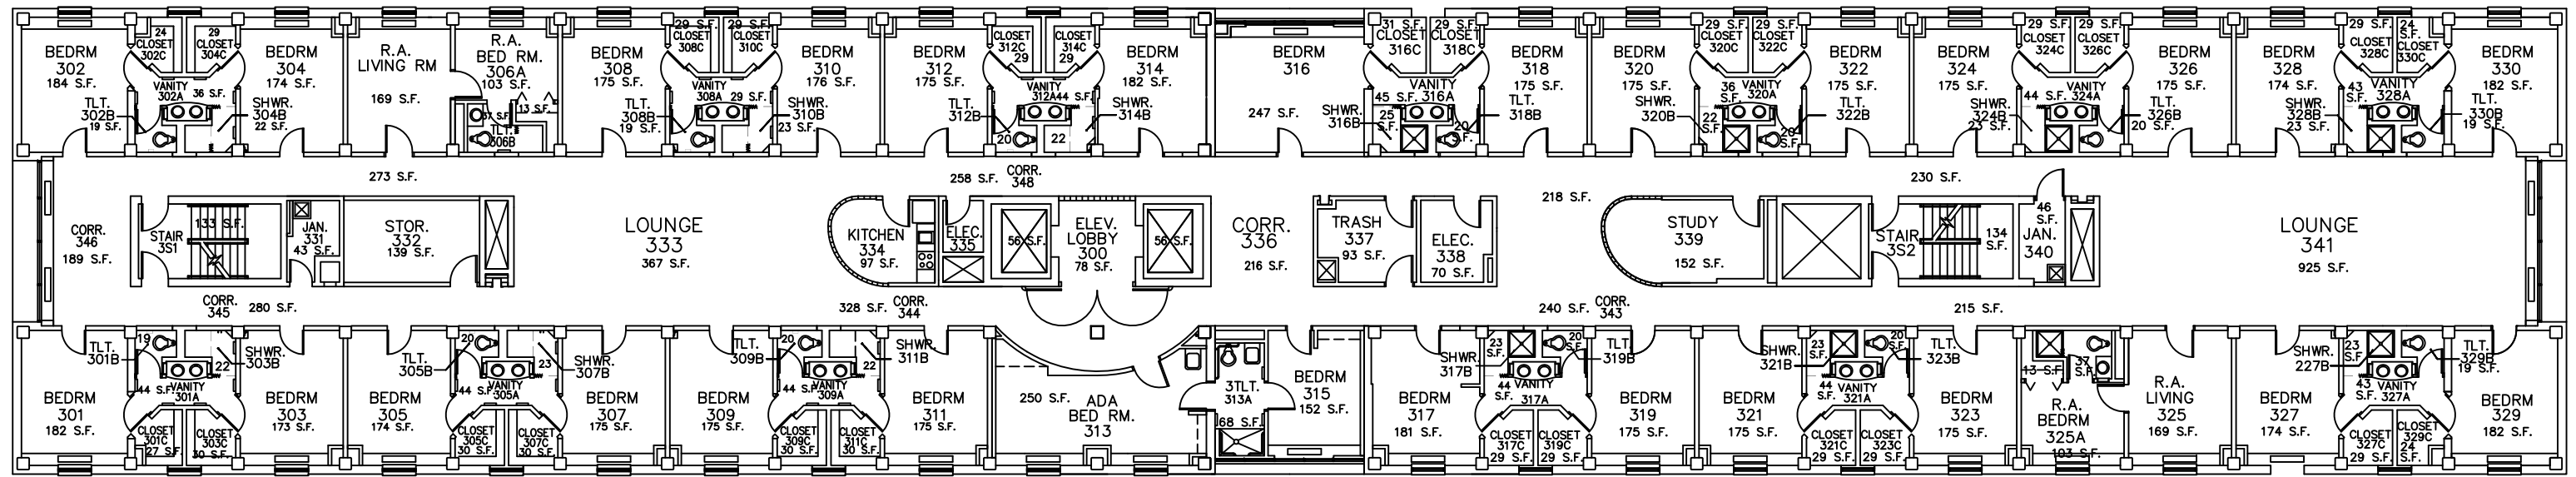 BEDRM
302
184 S.F.
24
CLOSET
302C
29
CLOSET
304C
VANITY
302A
36 S.F.
TLT.
302B
19 S.F.
SHWR.
304B
22 S.F.
BEDRM
304
174 S.F.
R.A.
LIVING RM
169 S.F.
R.A.
BED RM.
306A
103 S.F.
13 S.F.
37 S.F.
TLT.
306B
BEDRM
308
175 S.F.
29 S.F.
CLOSET
308C
29 S.F.
CLOSET
310C
VANITY
308A
29 S.F.
TLT.
308B
19 S.F.
SHWR.
310B
23 S.F.
BEDRM
310
176 S.F.
BEDRM
312
175 S.F.
CLOSET
312C
29
CLOSET
314C
29
VANITY
312A
44 S.F.
TLT.
312B
20
22
SHWR.
314B
BEDRM
314
182 S.F.
BEDRM
316
247 S.F.
31 S.F.
CLOSET
316C
29 S.F.
CLOSET
318C
VANITY
316A
45 S.F.
SHWR.
316B
25
S.F.
20
S.F.
TLT.
318B
BEDRM
318
175 S.F.
BEDRM
320
175 S.F.
29 S.F.
CLOSET
320C
29 S.F.
CLOSET
322C
VANITY
320A
36
S.F.
SHWR.
320B
22
S.F.
20
S.F.
TLT.
322B
BEDRM
322
175 S.F.
BEDRM
324
175 S.F.
29 S.F.
CLOSET
324C
29 S.F.
CLOSET
326C
VANITY
324A
44 S.F.
SHWR.
324B
23 S.F.
TLT.
326B
20 S.F.
BEDRM
326
175 S.F.
BEDRM
328
174 S.F.
29 S.F.
CLOSET
328C
24
S.F.
CLOSET
330C
VANITY
328A
43
S.F.
SHWR.
328B
23 S.F.
TLT.
330B
19 S.F.
BEDRM
330
182 S.F.
273 S.F.
258 S.F.
CORR.
348
218 S.F.
230 S.F.
CORR.
346
189 S.F.
STAIR
3S1
133 S.F.
JAN.
331
43 S.F.
STOR.
332
139 S.F.
LOUNGE
333
367 S.F.
KITCHEN
334
97 S.F.
ELEC.
335
56 S.F.
ELEV.
LOBBY
300
78 S.F.
56 S.F.
CORR.
336
216 S.F.
TRASH
337
93 S.F.
ELEC.
338
70 S.F.
STUDY
339
152 S.F.
STAIR
3S2
134
S.F.
46
S.F.
JAN.
340
LOUNGE
341
925 S.F.
CORR.
345
280 S.F.
328 S.F.
CORR.
344
240 S.F.
CORR.
343
215 S.F.
BEDRM
301
182 S.F.
TLT.
301B
19
22
SHWR.
303B
44 S.F.
VANITY
301A
CLOSET
301C
27 S.F.
CLOSET
303C
30 S.F.
BEDRM
303
173 S.F.
BEDRM
305
174 S.F.
TLT.
305B
20
23
SHWR.
307B
44 S.F.
VANITY
305A
CLOSET
305C
30 S.F.
CLOSET
307C
30 S.F.
BEDRM
307
175 S.F.
BEDRM
309
175 S.F.
TLT.
309B
20
22
SHWR.
311B
44 S.F.
VANITY
309A
CLOSET
309C
30 S.F.
CLOSET
311C
30 S.F.
BEDRM
311
175 S.F.
250 S.F.
ADA
BED RM.
313
3TLT.
313A
68 S.F.
BEDRM
315
152 S.F.
BEDRM
317
181 S.F.
SHWR.
317B
23
S.F.
20
S.F.
TLT.
319B
44
S.F.
VANITY
317A
CLOSET
317C
29 S.F.
CLOSET
319C
29 S.F.
BEDRM
319
175 S.F.
BEDRM
321
175 S.F.
SHWR.
321B
23
S.F.
20
S.F.
TLT.
323B
44
S.F.
VANITY
321A
CLOSET
321C
29 S.F.
CLOSET
323C
29 S.F.
BEDRM
323
175 S.F.
13 S.F.
37
S.F.
R.A.
BEDRM
325A
103 S.F.
R.A.
LIVING
325
169 S.F.
BEDRM
327
174 S.F.
SHWR.
227B
23
S.F.
TLT.
329B
19 S.F.
43
S.F.
VANITY
327A
CLOSET
327C
29 S.F.
CLOSET
329C
24
S.F.
BEDRM
329
182 S.F.